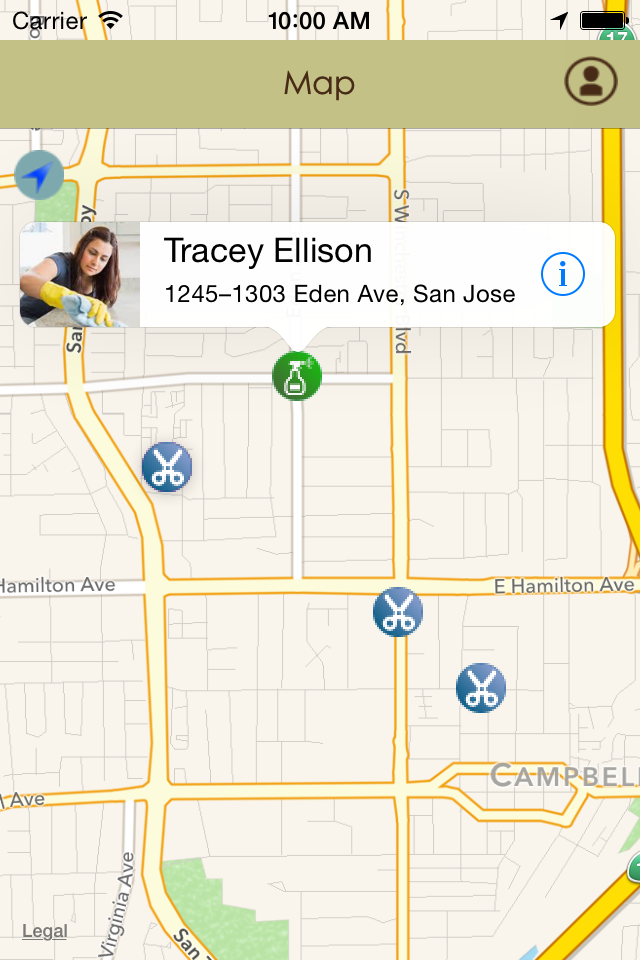 Carrier 10:00 AM
17
Map
S Winchester Blvd
Tracey Ellison
1245–1303 Eden Ave, San Jose
i
Hamilton Ave
E Hamilton Ave
CAMPBELL
Ave
Virginia Ave
San
Legal